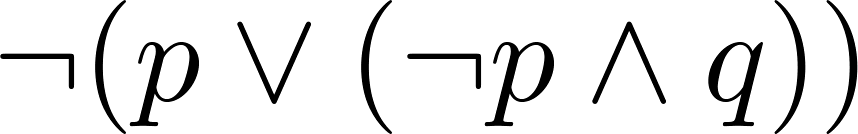 ¬(p ∨ (¬p ∧ q))